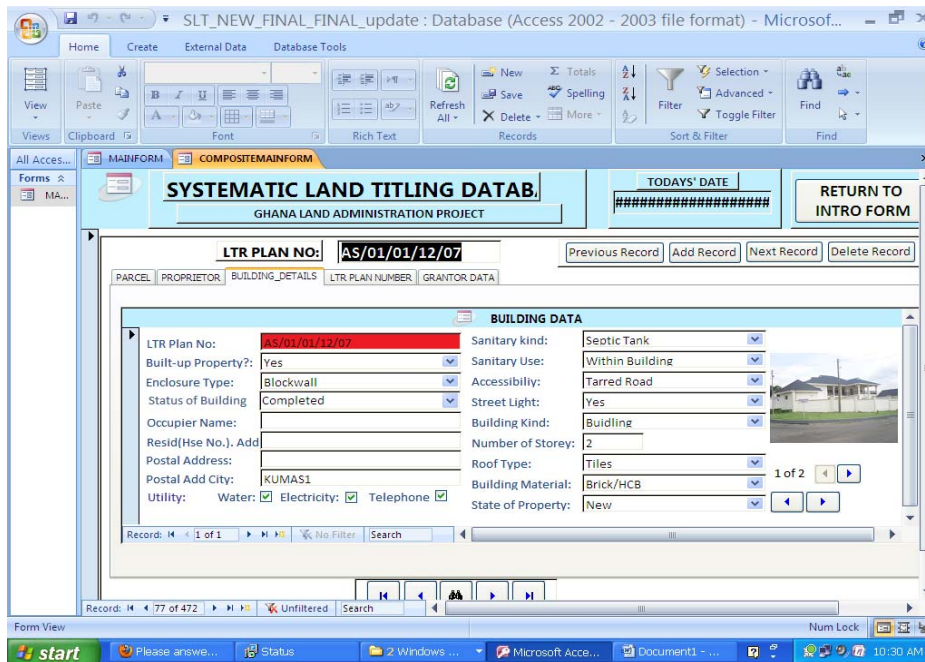 SLT_NEW_FINAL_FINAL_update : Database (Access 2002 - 2003 file format) - Microsof...
Home Create External Data Database Tools
View Paste B I U A Refresh All New Save Delete Totals Spelling More Filter Selection Advanced Toggle Filter Find
Views Clipboard Font Rich Text Records Sort & Filter Find
All Acces... MAINFORM COMPOSITEMAINFORM
Forms
MA...
SYSTEMATIC LAND TITLING DATAB
GHANA LAND ADMINISTRATION PROJECT
TODAYS' DATE
###################
RETURN TO INTRO FORM
LTR PLAN NO: AS/01/01/12/07 Previous Record Add Record Next Record Delete Record
PARCEL PROPRIETOR BUILDING_DETAILS LTR PLAN NUMBER GRANTOR DATA
BUILDING DATA
LTR Plan No: AS/01/01/12/07
Built-up Property?: Yes
Enclosure Type: Blockwall
Status of Building Completed
Occupier Name:
Resid(Hse No.). Add
Postal Address:
Postal Add City: KUMAS1
Utility: Water: Electricity: Telephone
Sanitary kind: Septic Tank
Sanitary Use: Within Building
Accessibiliy: Tarred Road
Street Light: Yes
Building Kind: Buidling
Number of Storey: 2
Roof Type: Tiles
Building Material: Brick/HCB
State of Property: New
1 of 2
Record: 1 of 1 No Filter Search
Record: 77 of 472 Unfiltered Search
Form View Num Lock
start Please answe... Status 2 Windows ... Microsoft Acce... Document1 - ... 10:30 AM